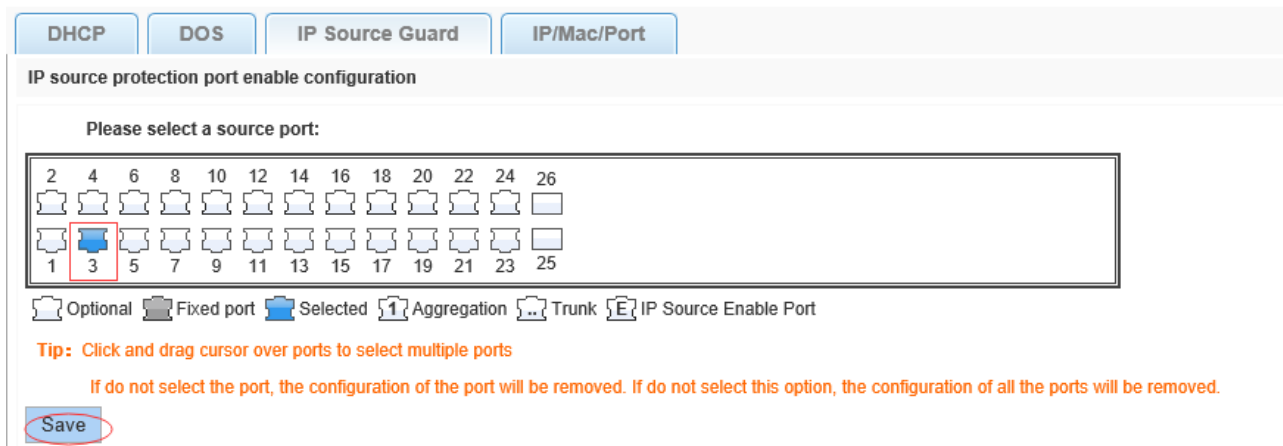 DHCP DOS IP Source Guard IP/Mac/Port
IP source protection port enable configuration
Please select a source port:
2 4 6 8 10 12 14 16 18 20 22 24 26
1 3 5 7 9 11 13 15 17 19 21 23 25
Optional Fixed port Selected 1 Aggregation .. Trunk E IP Source Enable Port
Tip: Click and drag cursor over ports to select multiple ports
If do not select the port, the configuration of the port will be removed. If do not select this option, the configuration of all the ports will be removed.
Save